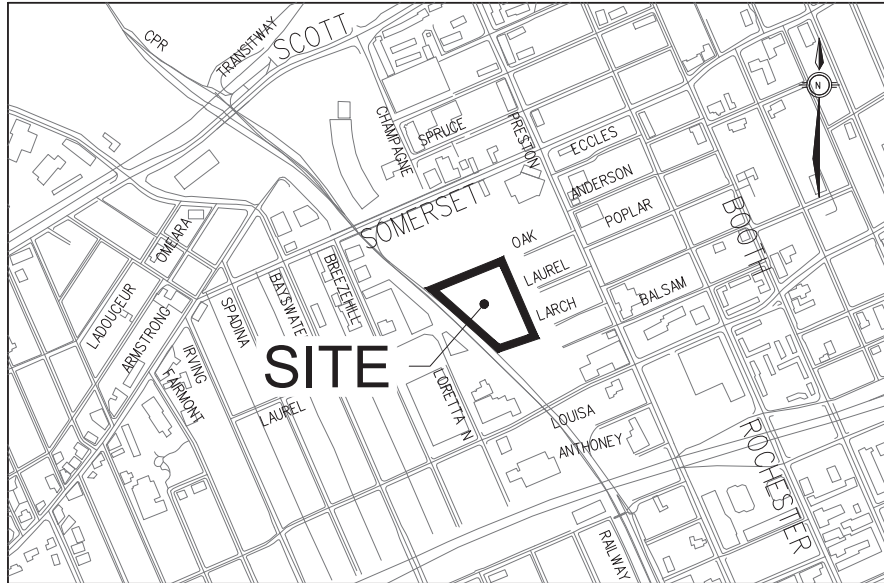 CPR
TRANSITWAY
SCOTT
CHAMPAGNE
SPRUCE
PRESTON
ECCLES
N
ANDERSON
SOMERSET
POPLAR
BOOTH
OMEARA
OAK
LAUREL
LARCH
BALSAM
BREEZEHILL
BAYSWATE
SPADINA
LADOUCEUR
ARMSTRONG
IRVING
FAIRMONT
SITE
LAUREL
LORETTA N
LOUISA
ANTHONEY
ROCHESTER
RAILWAY